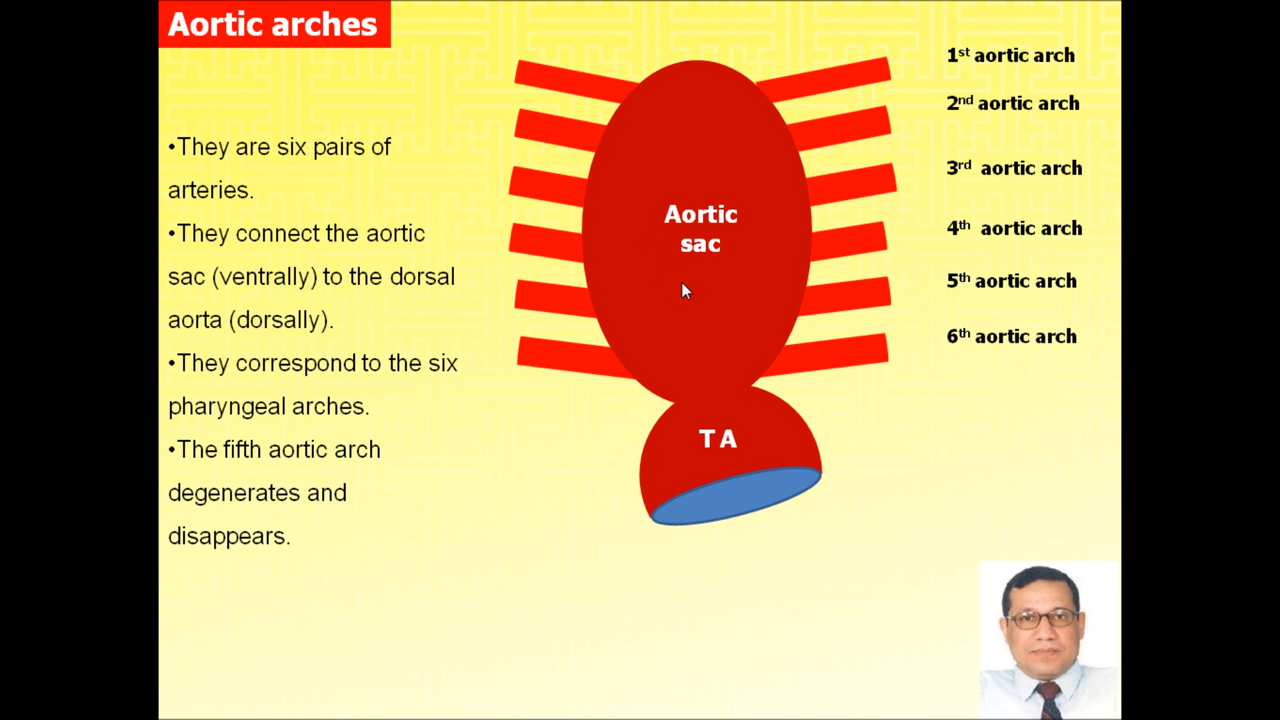 Aortic arches
•They are six pairs of
arteries.
•They connect the aortic
sac (ventrally) to the dorsal
aorta (dorsally).
•They correspond to the six
pharyngeal arches.
•The fifth aortic arch
degenerates and
disappears.
Aortic
sac
T A
1st aortic arch
2nd aortic arch
3rd aortic arch
4th aortic arch
5th aortic arch
6th aortic arch